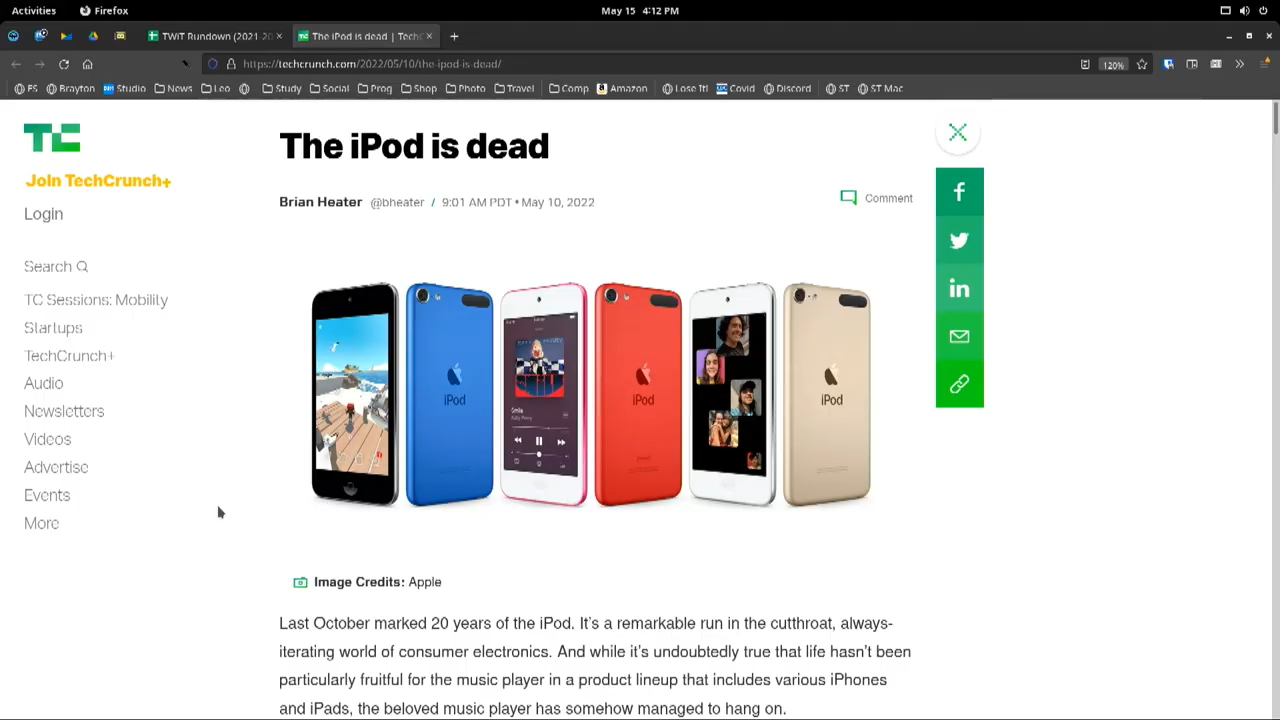 Activities
Firefox
May 15 4:12 PM
TWiT Rundown (2021-20
The iPod is dead | TechC
https://techcrunch.com/2022/05/10/the-ipod-is-dead/
120%
FS
Brayton
Studio
News
Leo
Study
Social
Prog
Shop
Photo
Travel
Comp
Amazon
Lose It!
Covid
Discord
ST
ST Mac
TC
Join TechCrunch+
Login
Search
TC Sessions: Mobility
Startups
TechCrunch+
Audio
Newsletters
Videos
Advertise
Events
More
The iPod is dead
Brian Heater @bheater / 9:01 AM PDT • May 10, 2022
Comment
iPod
Smile
Katy Perry
iPod
iPod
Image Credits: Apple
Last October marked 20 years of the iPod. It's a remarkable run in the cutthroat, always-
iterating world of consumer electronics. And while it's undoubtedly true that life hasn't been
particularly fruitful for the music player in a product lineup that includes various iPhones
and iPads, the beloved music player has somehow managed to hang on.